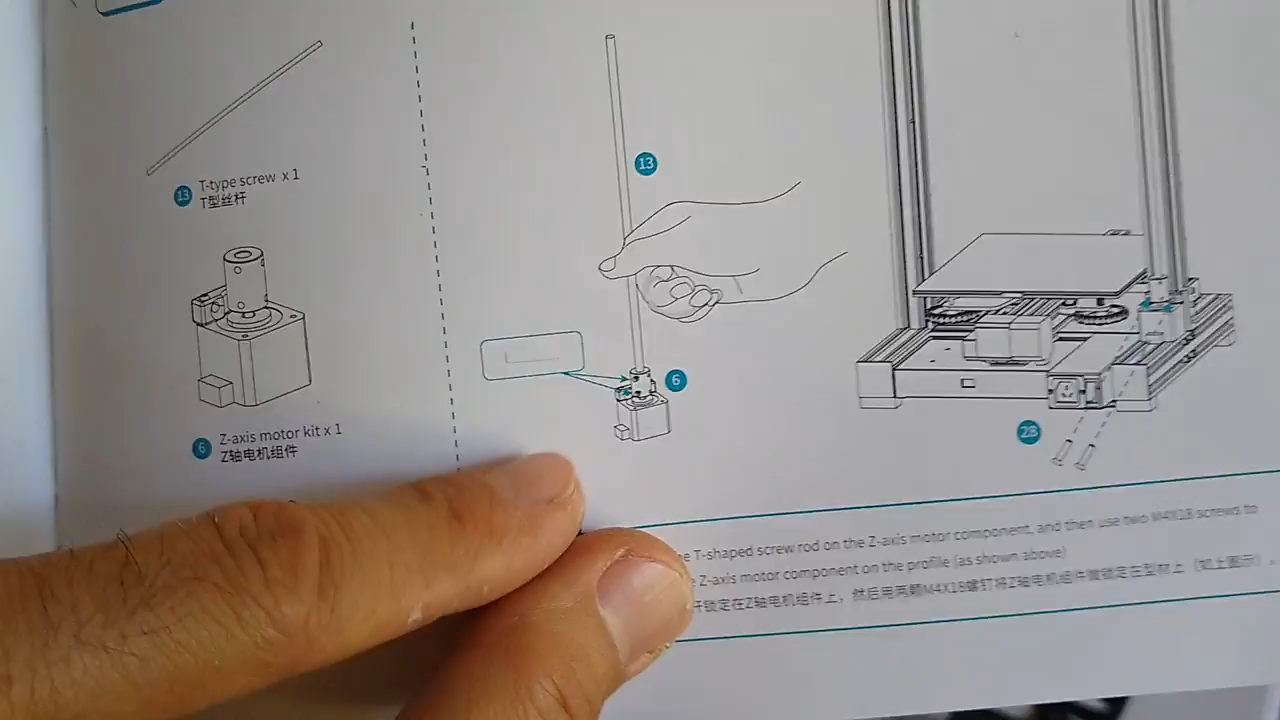 13 T-type screw x 1
T型丝杆
6 Z-axis motor kit x 1
Z轴电机组件
13
6
28
T-shaped screw rod on the Z-axis motor component, and then use two M4X18 screws to
Z-axis motor component on the profile (as shown above)
锁定在Z轴电机组件上，然后用两颗M4X18螺钉将Z轴电机组件锁定在型材上（如上图示）.